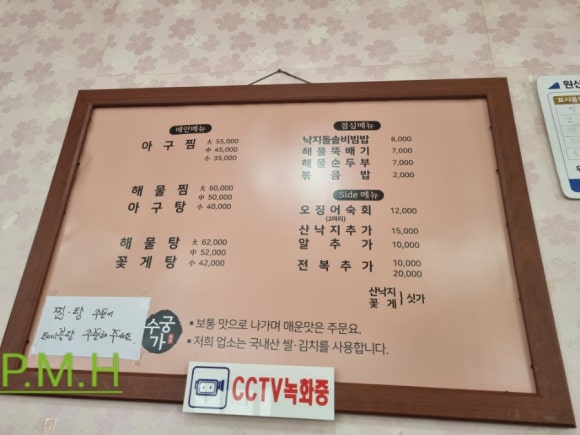 메인메뉴
아구찜 大 55,000
中 45,000
小 35,000
해물찜 大 60,000
아구탕 中 50,000
小 40,000
해물탕 大 62,000
中 52,000
꽃게탕 小 42,000
점심메뉴
낙지돌솥비빔밥 8,000
해물뚝배기 7,000
해물순두부 7,000
볶음밥 2,000
Side 메뉴
오징어숙회 12,000
(2마리)
산낙지추가 15,000
알추가 10,000
전복추가 10,000
20,000
산낙지
꽃게 싯가
찜·탕
수궁가
• 보통 맛으로 나가며 매운맛은 주문요.
• 저희 업소는 국내산 쌀·김치를 사용합니다.
P.M.H
CCTV녹화중
원산